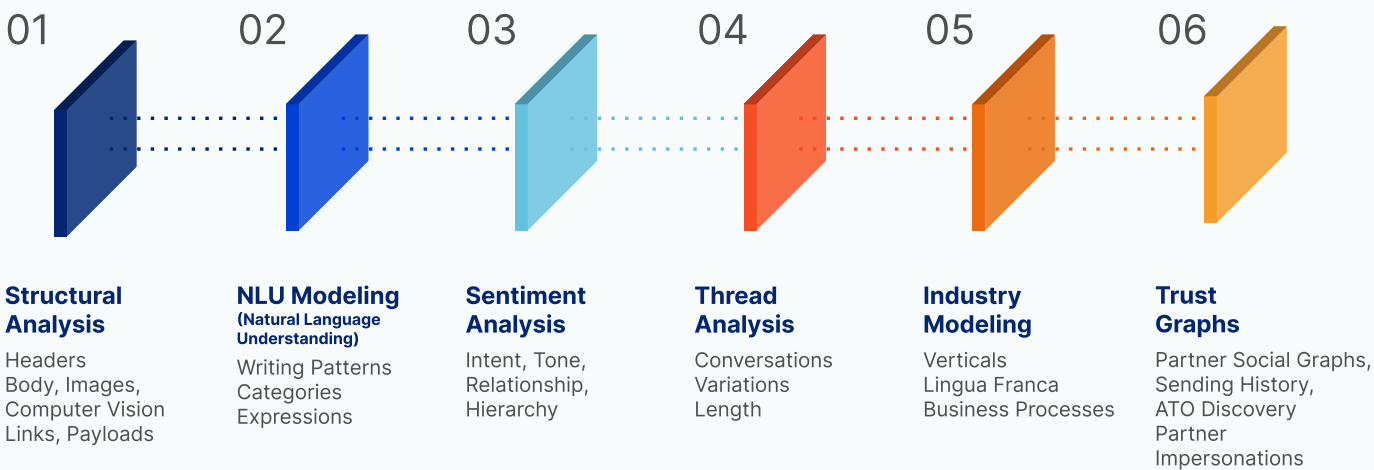 01
Structural
Analysis
Headers
Body, Images,
Computer Vision
Links, Payloads
02
NLU Modeling
(Natural Language
Understanding)
Writing Patterns
Categories
Expressions
03
Sentiment
Analysis
Intent, Tone,
Relationship,
Hierarchy
04
Thread
Analysis
Conversations
Variations
Length
05
Industry
Modeling
Verticals
Lingua Franca
Business Processes
06
Trust
Graphs
Partner Social Graphs,
Sending History,
ATO Discovery
Partner
Impersonations